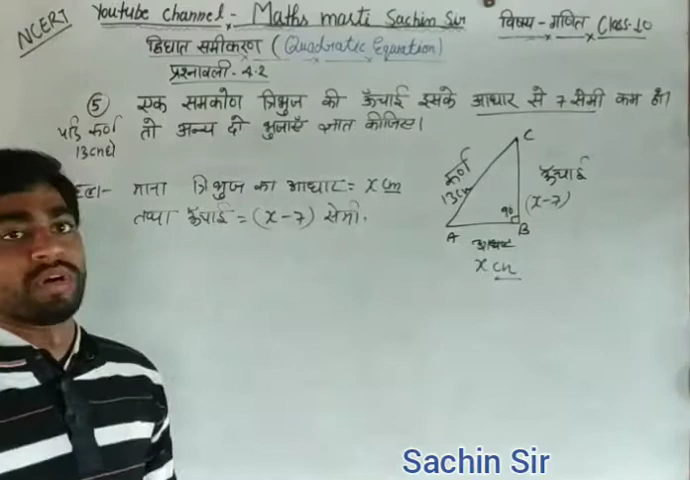 NCERT
Youtube channel - Maths masti Sachin Sir
विषय - गणित Class-10
द्विघात समीकरण (Quadratic Equation)
प्रश्नावली - 4.2
⑤ एक समकोण त्रिभुज की ऊँचाई इसके आधार से 7 सेमी कम है।
यदि कर्ण 13cm है
तो अन्य दो भुजाएँ ज्ञात कीजिए।
हल:- माना त्रिभुज का आधार = x cm
तथा ऊँचाई = (x-7) सेमी.
C
कर्ण
13cm
ऊँचाई
(x-7)
90
A
B
आधार
x cm
Sachin Sir